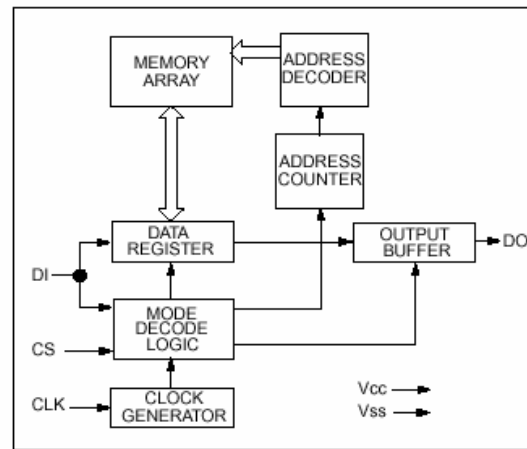 MEMORY
ARRAY
ADDRESS
DECODER
ADDRESS
COUNTER
DATA
REGISTER
OUTPUT
BUFFER
DO
DI
MODE
DECODE
LOGIC
CS
CLK
CLOCK
GENERATOR
Vcc
Vss